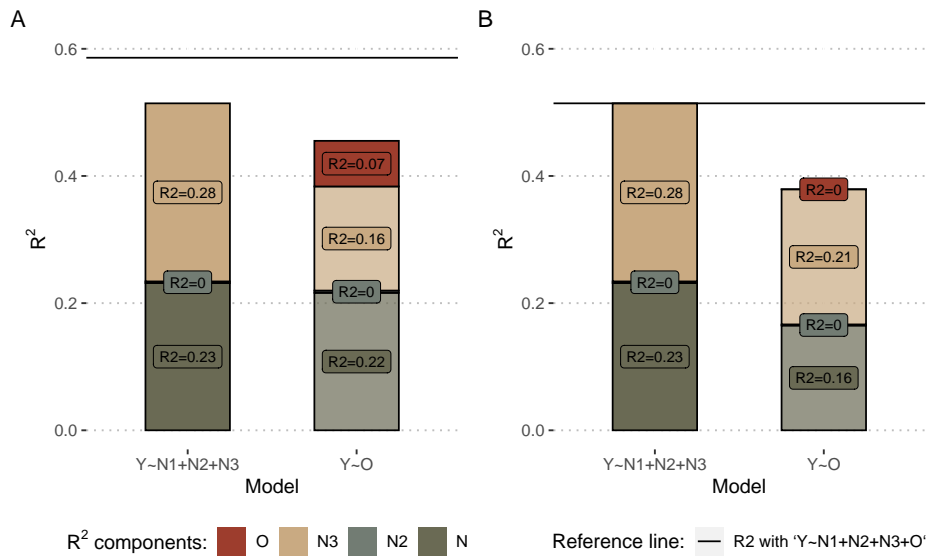 A
B
0.6
0.4
0.2
0.0
R²
R2=0.28
R2=0
R2=0.23
R2=0.07
R2=0.16
R2=0
R2=0.22
Y~N1+N2+N3
Y~O
Model
0.6
0.4
0.2
0.0
R²
R2=0.28
R2=0
R2=0.23
R2=0
R2=0.21
R2=0
R2=0.16
Y~N1+N2+N3
Y~O
Model
R² components: O N3 N2 N
Reference line: R2 with ‘Y~N1+N2+N3+O‘